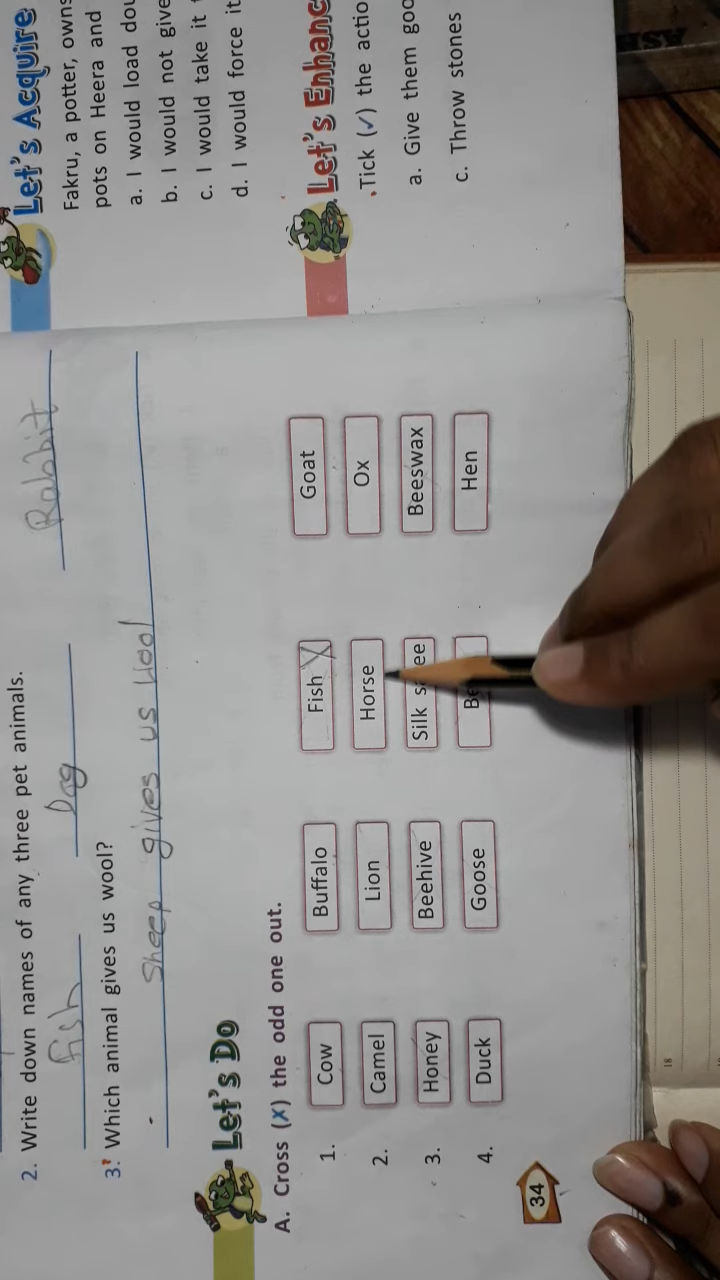 2. Write down names of any three pet animals.
Fish Dog Rabbit
3. Which animal gives us wool?
Sheep gives us wool
Let's Do
A. Cross (✗) the odd one out.
1. Cow Buffalo Fish X Goat
2. Camel Lion Horse Ox
3. Honey Beehive Silk Beeswax
4. Duck Goose Hen
34
Let's Acquire
Fakru, a potter, owns
pots on Heera and
a. I would load
b. I would not give
c. I would take it
d. I would force it
Let's
Tick (✓) the
a. Give them
c. Throw stones
18